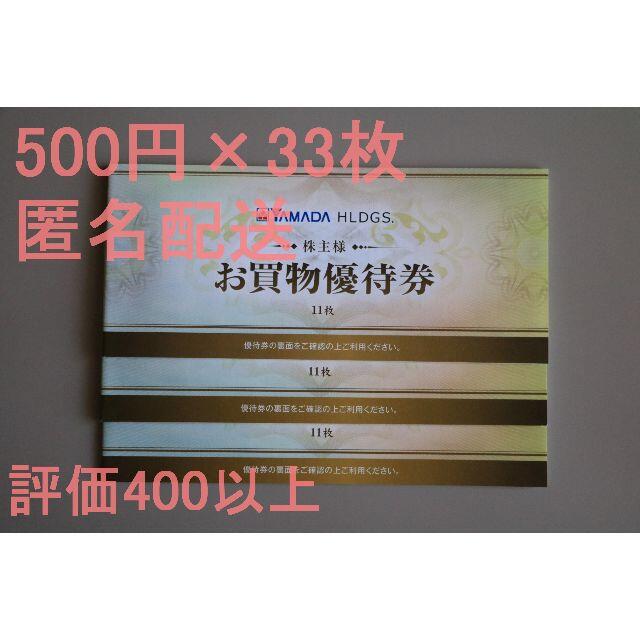 500円×33枚
匿名配送
YAMADA HLDGS.
株主様
お買物優待券
11枚
優待券の裏面をご確認の上ご利用ください。
11枚
優待券の裏面をご確認の上ご利用ください。
11枚
優待券の裏面をご確認の上ご利用ください。
評価400以上